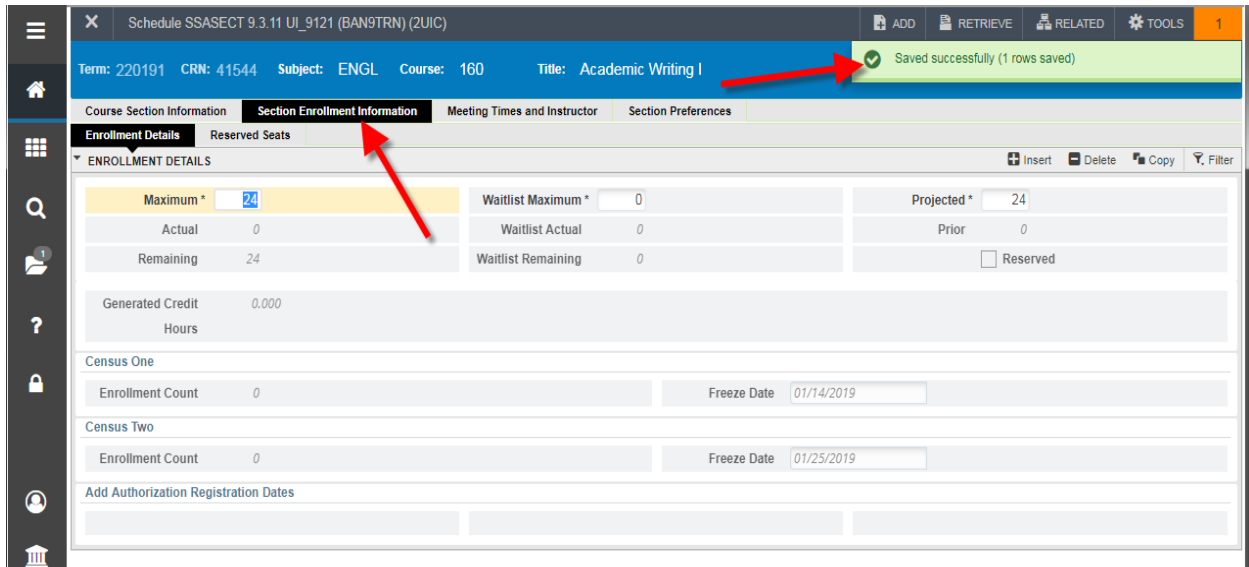 Schedule SSASECT 9.3.11 UI_9121 (BAN9TRN) (2UIC) ADD RETRIEVE RELATED TOOLS 1
Saved successfully (1 rows saved)
Term: 220191 CRN: 41544 Subject: ENGL Course: 160 Title: Academic Writing I
Course Section Information Section Enrollment Information Meeting Times and Instructor Section Preferences
Enrollment Details Reserved Seats
ENROLLMENT DETAILS Insert Delete Copy Filter
Maximum * 24 Waitlist Maximum * 0 Projected * 24
Actual 0 Waitlist Actual 0 Prior 0
Remaining 24 Waitlist Remaining 0 Reserved
1
Generated Credit 0.000
Hours
?
Census One
Enrollment Count 0 Freeze Date 01/14/2019
Census Two
Enrollment Count 0 Freeze Date 01/25/2019
Add Authorization Registration Dates